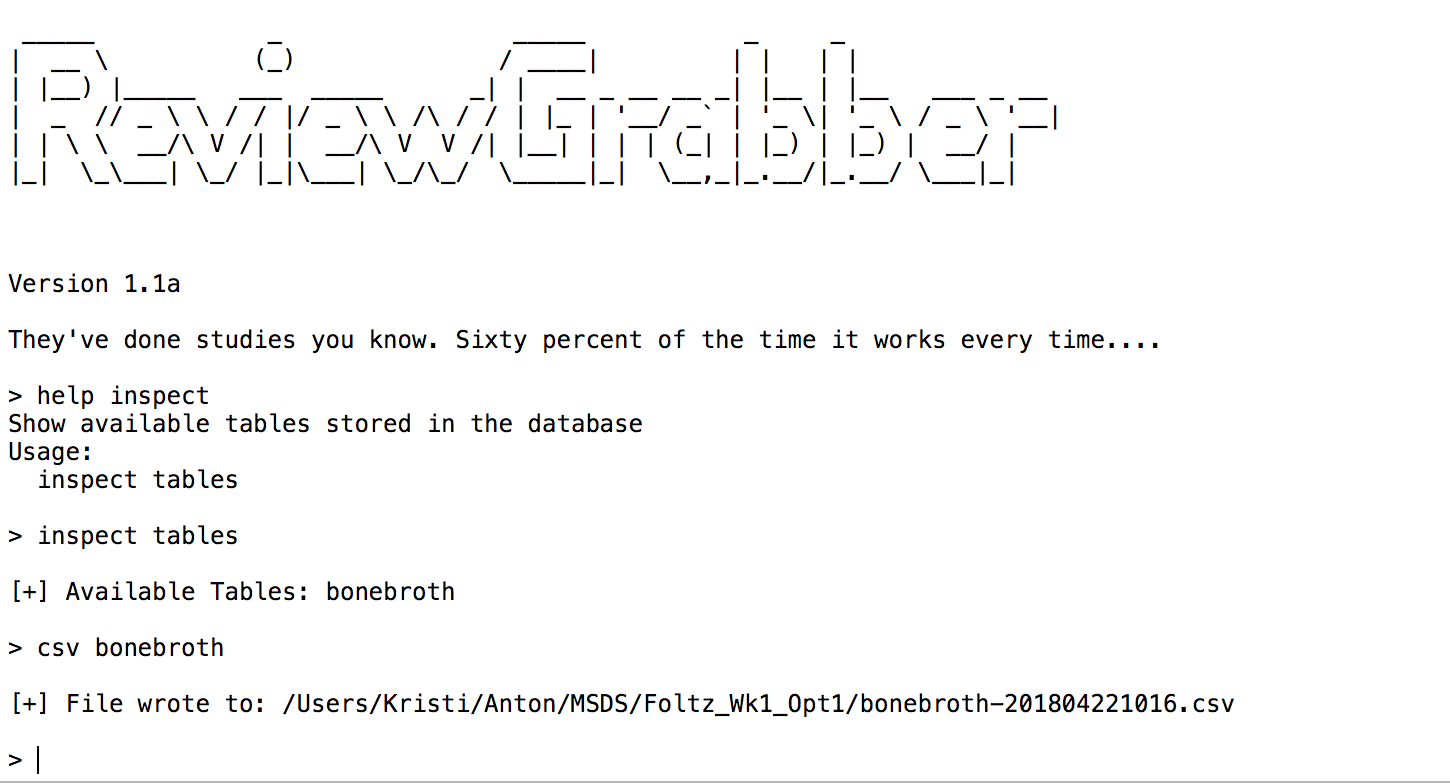 ReviewGrabber
Version 1.1a
They've done studies you know. Sixty percent of the time it works every time....
> help inspect
Show available tables stored in the database
Usage:
  inspect tables
> inspect tables
[+] Available Tables: bonebroth
> csv bonebroth
[+] File wrote to: /Users/Kristi/Anton/MSDS/Foltz_Wk1_Opt1/bonebroth-201804221016.csv
>